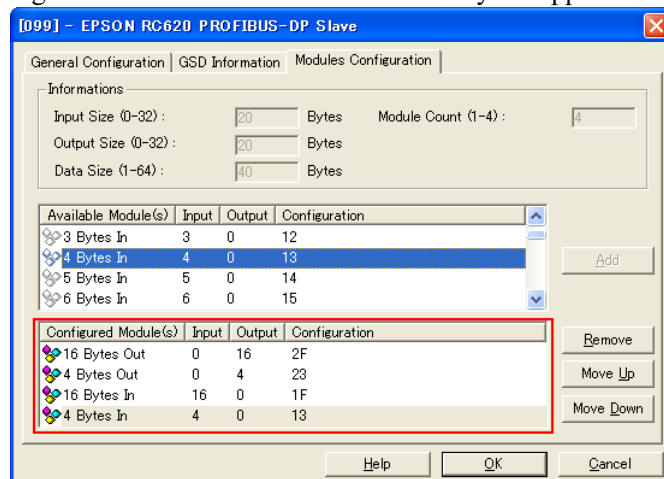 [099] - EPSON RC620 PROFIBUS-DP Slave
General Configuration GSD Information Modules Configuration
Informations
Input Size (0-32) : 20 Bytes Module Count (1-4) : 4
Output Size (0-32) : 20 Bytes
Data Size (1-64) : 40 Bytes
Available Module(s) Input Output Configuration
3 Bytes In 3 0 12
4 Bytes In 4 0 13
Add
5 Bytes In 5 0 14
6 Bytes In 6 0 15
Configured Module(s) Input Output Configuration
Remove
16 Bytes Out 0 16 2F
4 Bytes Out 0 4 23
Move Up
16 Bytes In 16 0 1F
4 Bytes In 4 0 13
Move Down
Help OK Cancel